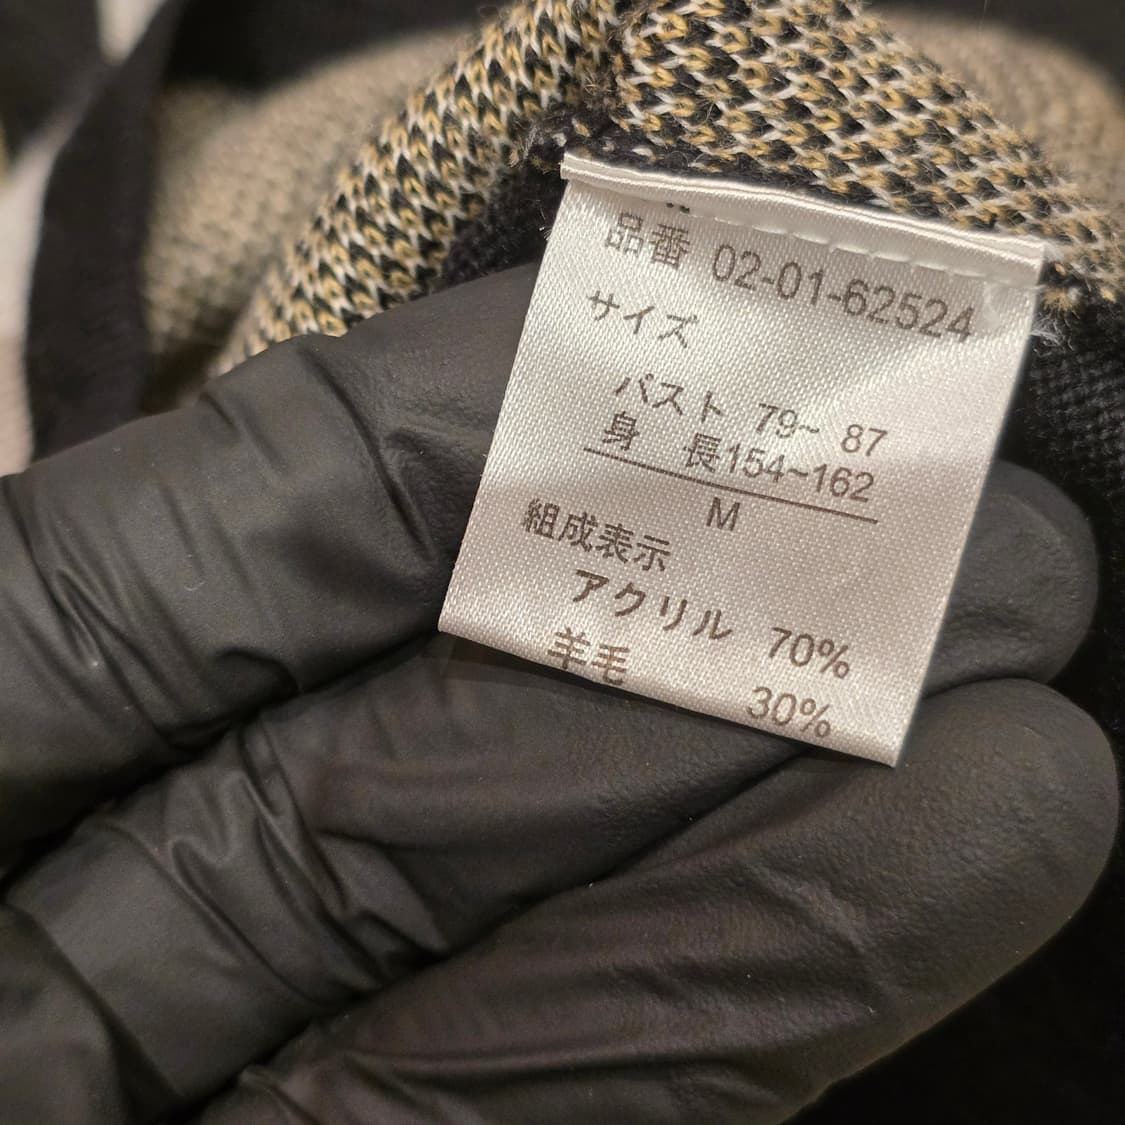 品番 02-01-62524
サイズ
バスト 79~ 87
身 長154~162
M
組成表示
アクリル 70%
羊毛
30%